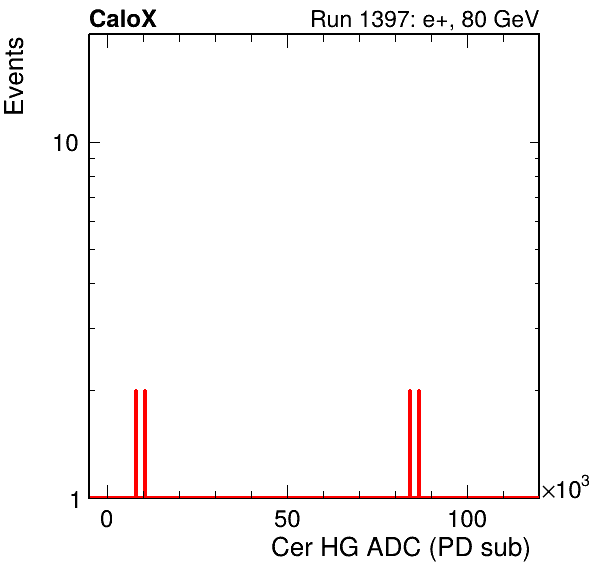 CaloX Run 1397: e+, 80 GeV
Events
10
1
0 50 100
×10³
Cer HG ADC (PD sub)